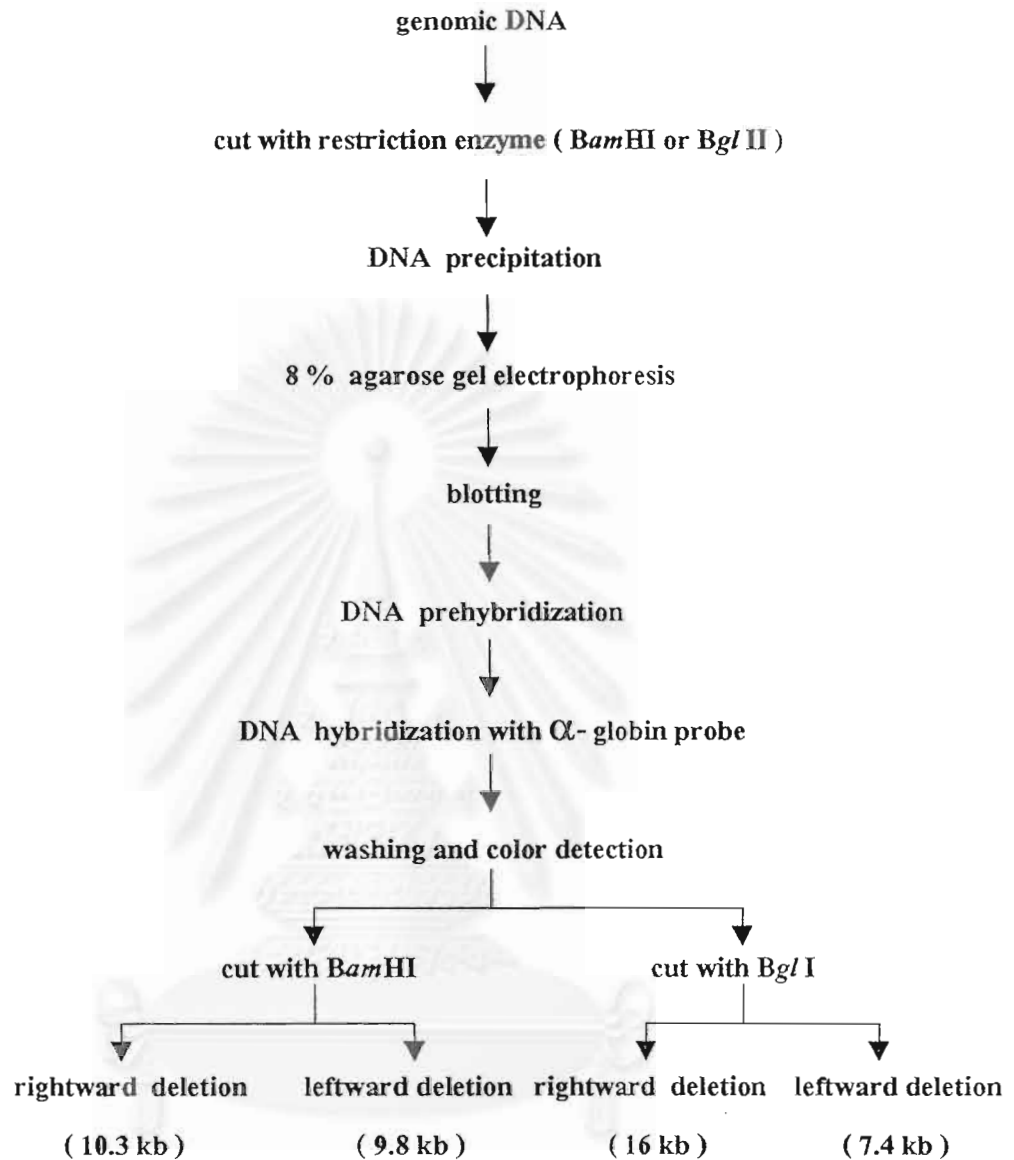 genomic DNA
cut with restriction enzyme ( BamHI or Bgl II )
DNA precipitation
8 % agarose gel electrophoresis
blotting
DNA prehybridization
DNA hybridization with α- globin probe
washing and color detection
cut with BamHI
cut with Bgl I
rightward deletion
leftward deletion
rightward deletion
leftward deletion
( 10.3 kb )
( 9.8 kb )
( 16 kb )
( 7.4 kb )